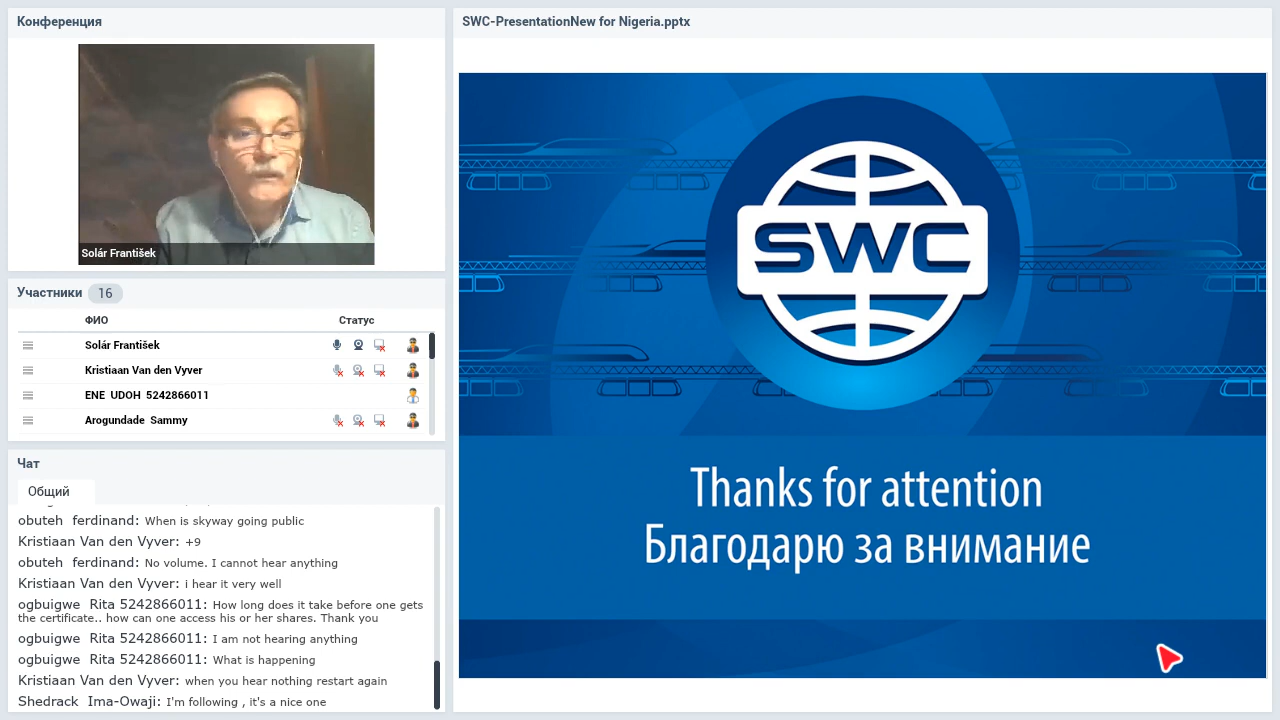 Конференция
Solár František
Участники 16
ФИО Статус
Solár František
Kristiaan Van den Vyver
ENE UDOH 5242866011
Arogundade Sammy
Чат
Общий
obuteh ferdinand: When is skyway going public
Kristiaan Van den Vyver: +9
obuteh ferdinand: No volume. I cannot hear anything
Kristiaan Van den Vyver: i hear it very well
ogbuigwe Rita 5242866011: How long does it take before one gets
the certificate.. how can one access his or her shares. Thank you
ogbuigwe Rita 5242866011: I am not hearing anything
ogbuigwe Rita 5242866011: What is happening
Kristiaan Van den Vyver: when you hear nothing restart again
Shedrack Ima-Owaji: I'm following , it's a nice one
SWC-PresentationNew for Nigeria.pptx
SWC
Thanks for attention
Благодарю за внимание